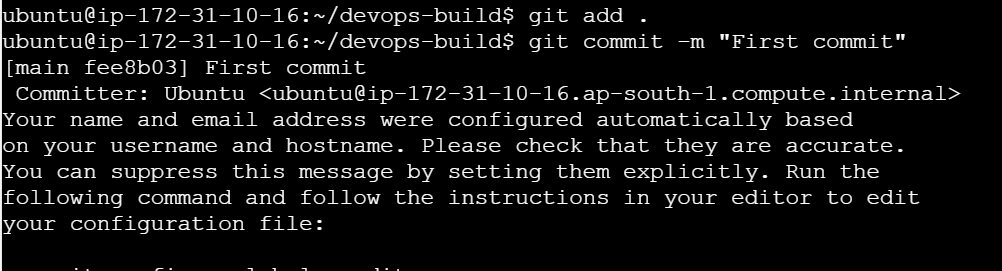 ubuntu@ip-172-31-10-16:~/devops-build$ git add .
ubuntu@ip-172-31-10-16:~/devops-build$ git commit -m "First commit"
[main fee8b03] First commit
 Committer: Ubuntu <ubuntu@ip-172-31-10-16.ap-south-1.compute.internal>
Your name and email address were configured automatically based
on your username and hostname. Please check that they are accurate.
You can suppress this message by setting them explicitly. Run the
following command and follow the instructions in your editor to edit
your configuration file: